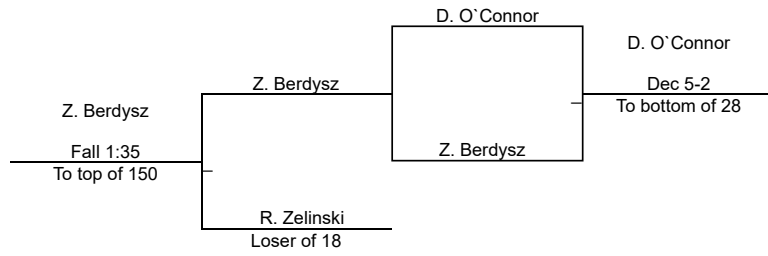 D. O`Connor
D. O`Connor
Z. Berdysz
Dec 5-2
Z. Berdysz
To bottom of 28
Fall 1:35
Z. Berdysz
To top of 150
R. Zelinski
Loser of 18